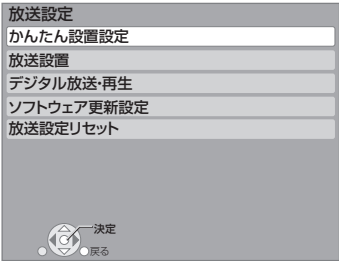 放送設定
かんたん設置設定
放送設置
デジタル放送・再生
ソフトウェア更新設定
放送設定リセット
決定
戻る